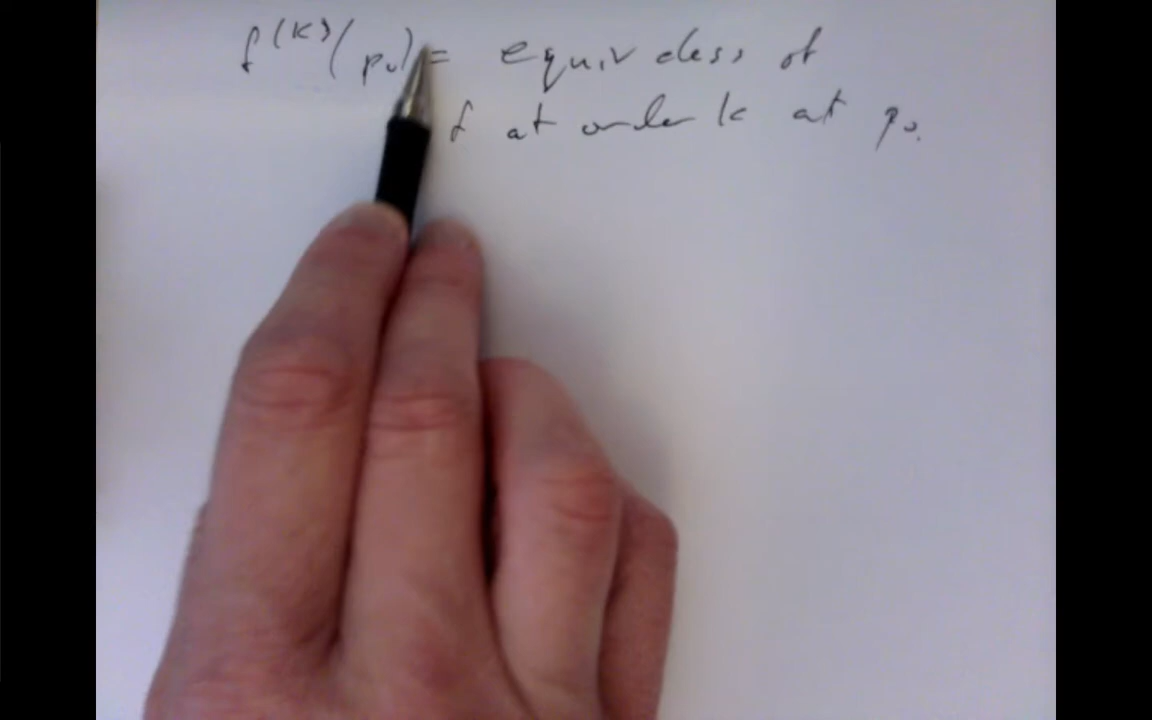 f^(k)(p₀) = equiv class of
f at order k at p₀.